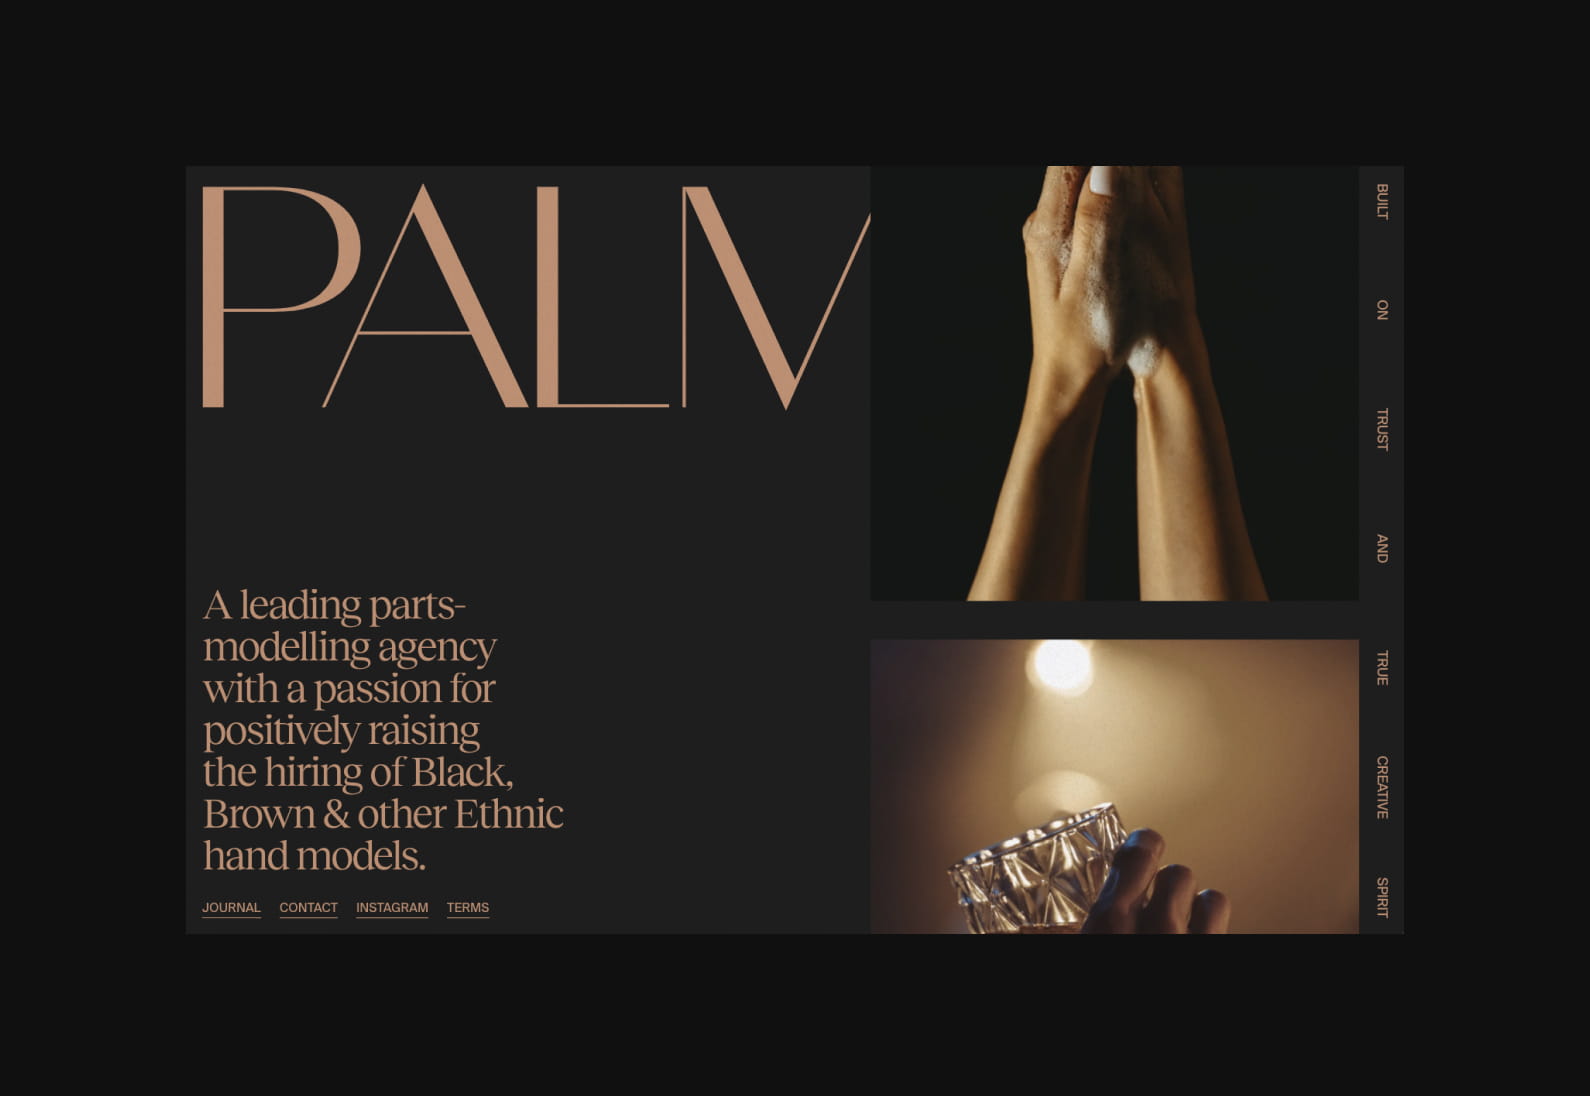 PALM
A leading parts-
modelling agency
with a passion for
positively raising
the hiring of Black,
Brown & other Ethnic
hand models.
JOURNAL CONTACT INSTAGRAM TERMS
BUILT ON TRUST AND TRUE CREATIVE SPIRIT